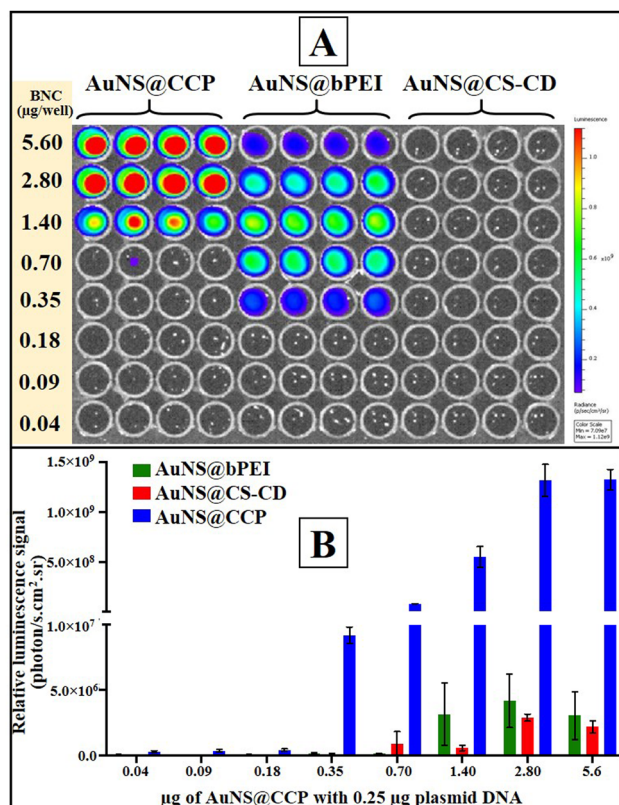 A
BNC
(µg/well)
AuNS@CCP
AuNS@bPEI
AuNS@CS-CD
5.60
2.80
1.40
0.70
0.35
0.18
0.09
0.04
Luminescence
1.0
0.8
0.6
x10⁹
0.4
0.2
Radiance
(p/sec/cm²/sr)
Color Scale
Min = 7.09e7
Max = 1.12e9
B
AuNS@bPEI
AuNS@CS-CD
AuNS@CCP
Relative luminescence signal
(photon/s.cm².sr)
1.5×10⁹
1.0×10⁹
5.0×10⁸
1.0×10⁷
5.0×10⁶
0.0
0.04 0.09 0.18 0.35 0.70 1.40 2.80 5.6
µg of AuNS@CCP with 0.25 µg plasmid DNA